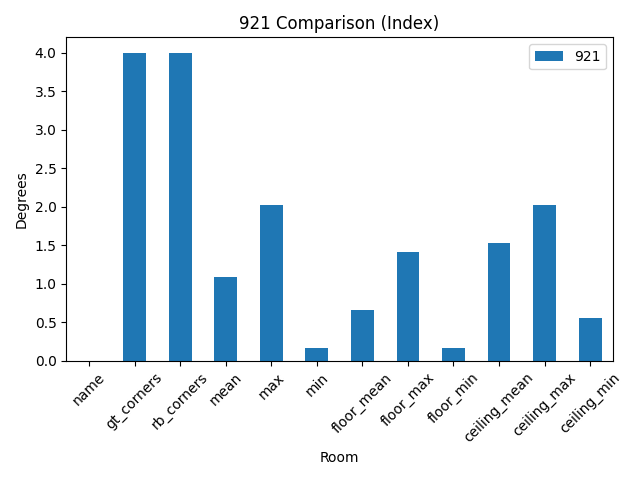 921 Comparison (Index)
921
Degrees
4.0
3.5
3.0
2.5
2.0
1.5
1.0
0.5
0.0
name
gt_corners
rb_corners
mean
max
min
floor_mean
floor_max
floor_min
ceiling_mean
ceiling_max
ceiling_min
Room